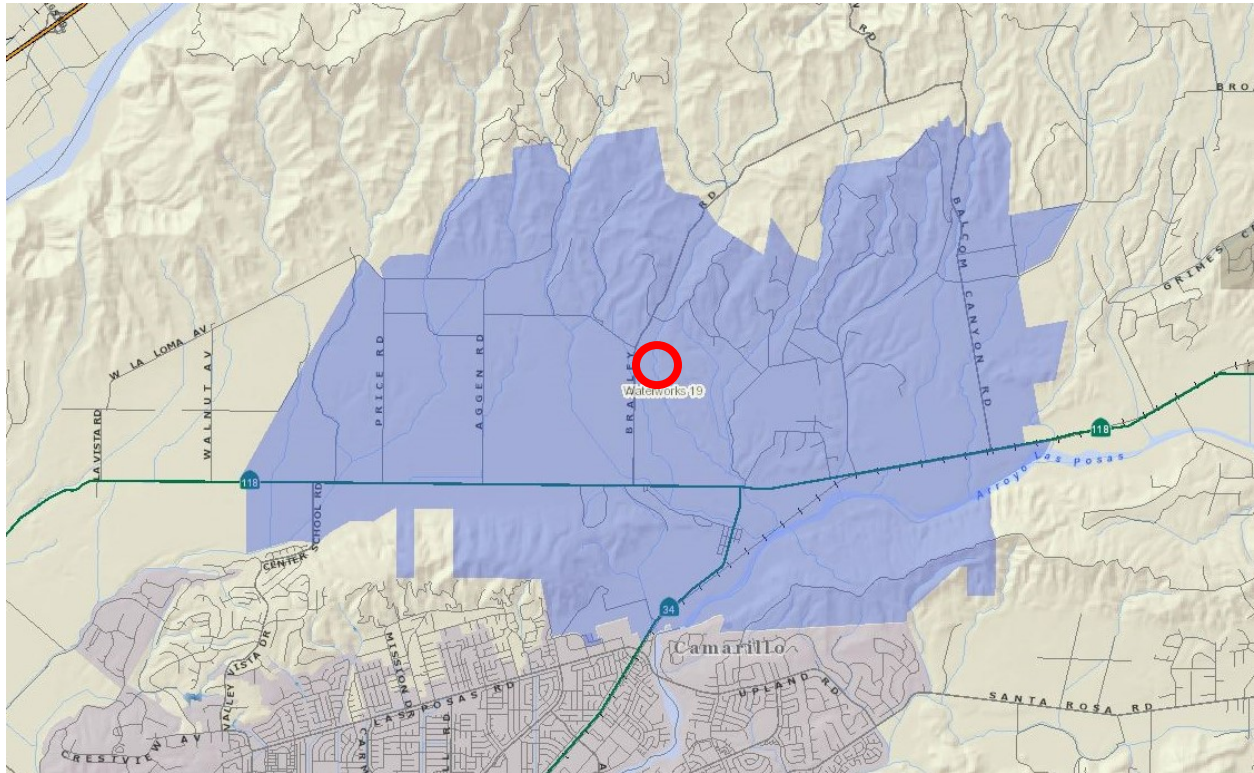 RD
BROA
RD
BALCOM CANYON RD
GRIMES C
W LA LOMA AV
WALNUT AV
LA VISTA RD
PRICE RD
AGGEN RD
BRADLEY
Waterworks 19
118
118
Arroyo Las Posas
CENTER SCHOOL RD
34
Camarillo
VALLEY VISTA DR
MISSION DR
LAS POSAS RD
UPLAND RD
SANTA ROSA RD
CRESTVIEW AV